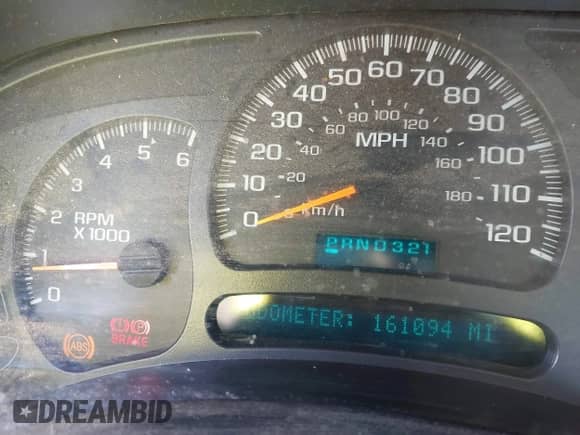 0 1 2 3 4 5 6
RPM
X 1000
ABS
(!) (P)
BRAKE
0 10 20 30 40 50 60 70 80 90 100 110 120
20 40 60 80 100 120 140 160 180
MPH
km/h
PRND321
ODOMETER: 161094 MI
DREAMBID